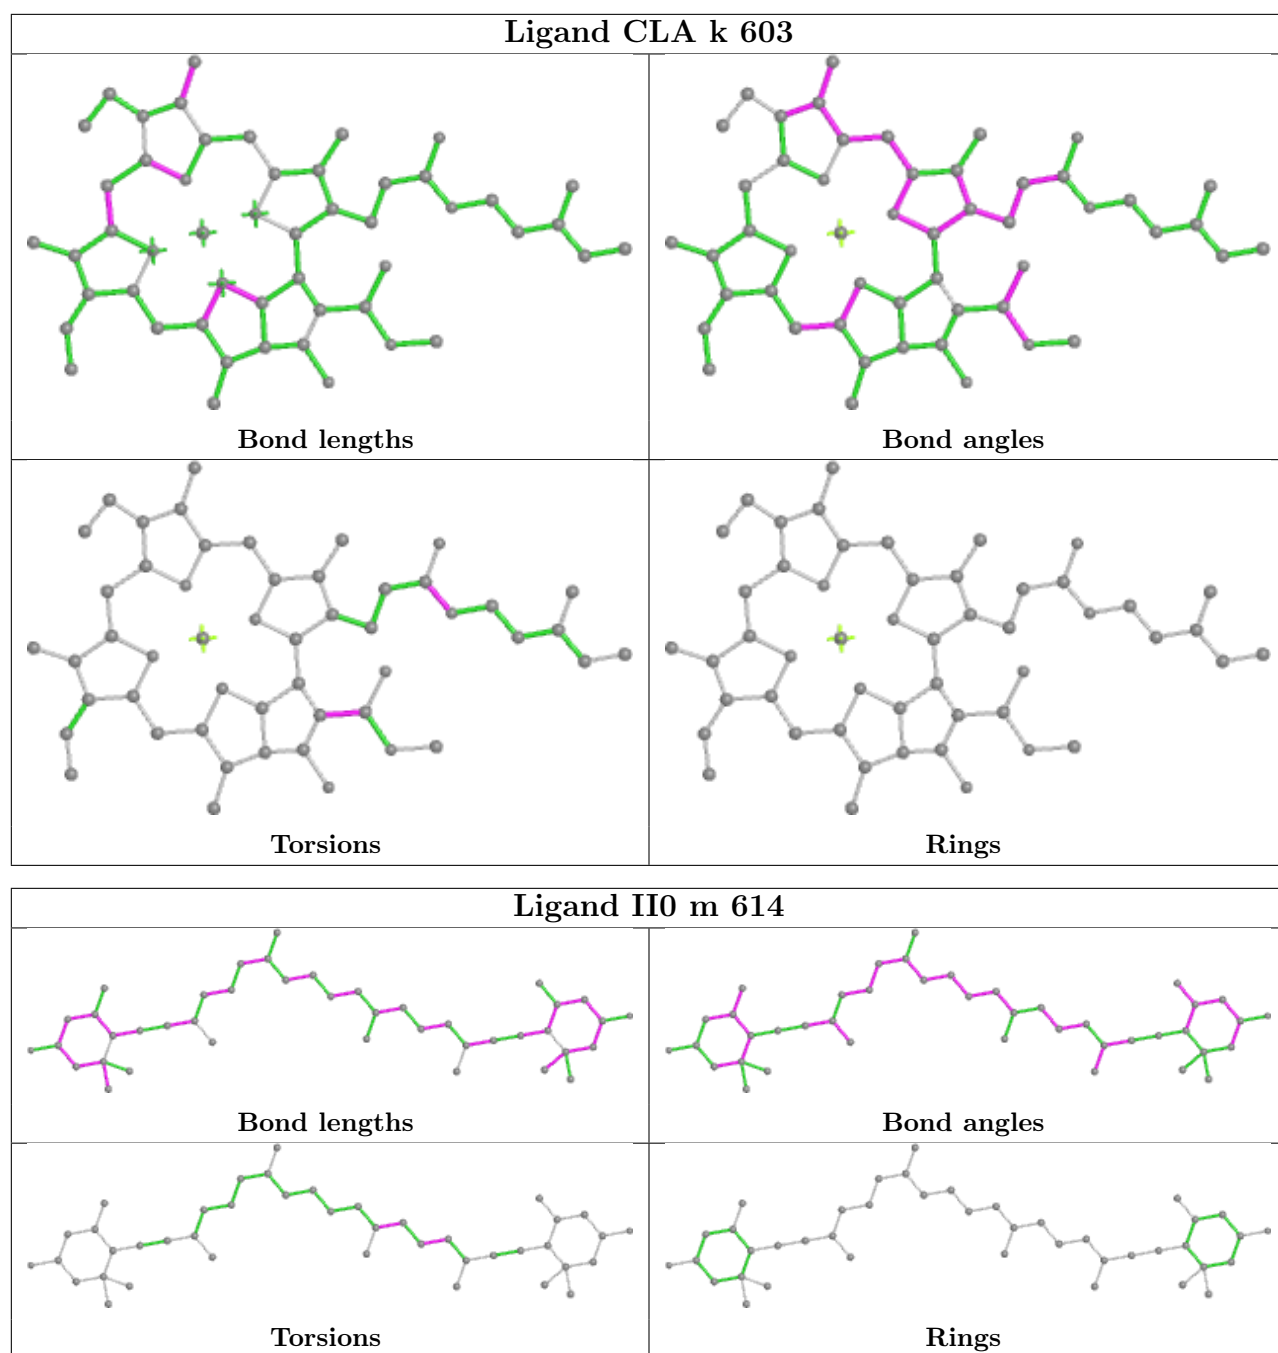 Ligand CLA k 603
Bond lengths
Bond angles
Torsions
Rings
Ligand II0 m 614
Bond lengths
Bond angles
Torsions
Rings